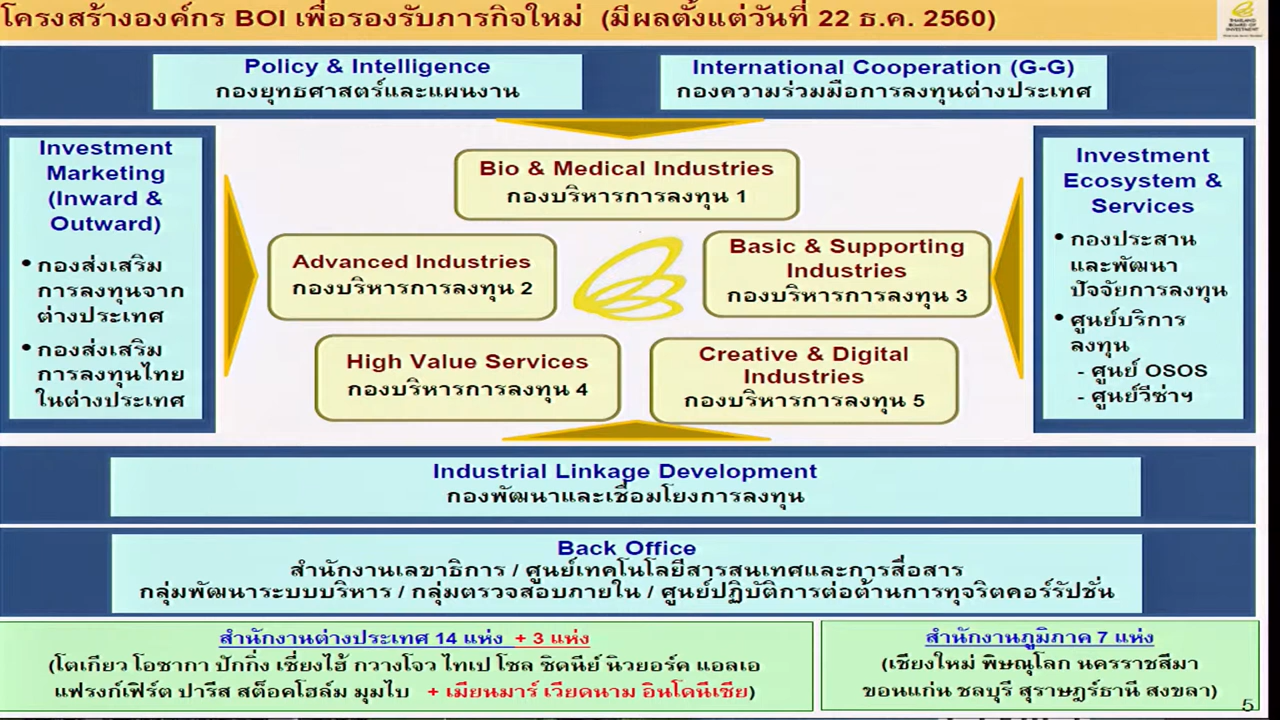 โครงสร้างองค์กร BOI เพื่อรองรับภารกิจใหม่ (มีผลตั้งแต่วันที่ 22 ธ.ค. 2560)
THAILAND
BOARD OF
INVESTMENT
Policy & Intelligence
กองยุทธศาสตร์และแผนงาน
International Cooperation (G-G)
กองความร่วมมือการลงทุนต่างประเทศ
Investment
Marketing
(Inward &
Outward)
• กองส่งเสริม
การลงทุนจาก
ต่างประเทศ
• กองส่งเสริม
การลงทุนไทย
ในต่างประเทศ
Bio & Medical Industries
กองบริหารการลงทุน 1
Advanced Industries
กองบริหารการลงทุน 2
Basic & Supporting
Industries
กองบริหารการลงทุน 3
High Value Services
กองบริหารการลงทุน 4
Creative & Digital
Industries
กองบริหารการลงทุน 5
Investment
Ecosystem &
Services
• กองประสาน
และพัฒนา
ปัจจัยการลงทุน
• ศูนย์บริการ
ลงทุน
- ศูนย์ OSOS
- ศูนย์วีซ่าฯ
Industrial Linkage Development
กองพัฒนาและเชื่อมโยงการลงทุน
Back Office
สำนักงานเลขาธิการ / ศูนย์เทคโนโลยีสารสนเทศและการสื่อสาร
กลุ่มพัฒนาระบบบริหาร / กลุ่มตรวจสอบภายใน / ศูนย์ปฏิบัติการต่อต้านการทุจริตคอร์รัปชั่น
สำนักงานต่างประเทศ 14 แห่ง + 3 แห่ง
(โตเกียว โอซากา ปักกิ่ง เซี่ยงไฮ้ กวางโจว ไทเป โซล ซิดนีย์ นิวยอร์ค แอลเอ
แฟรงก์เฟิร์ต ปารีส สต็อคโฮล์ม มุมไบ + เมียนมาร์ เวียดนาม อินโดนีเซีย)
สำนักงานภูมิภาค 7 แห่ง
(เชียงใหม่ พิษณุโลก นครราชสีมา
ขอนแก่น ชลบุรี สุราษฎร์ธานี สงขลา)
5